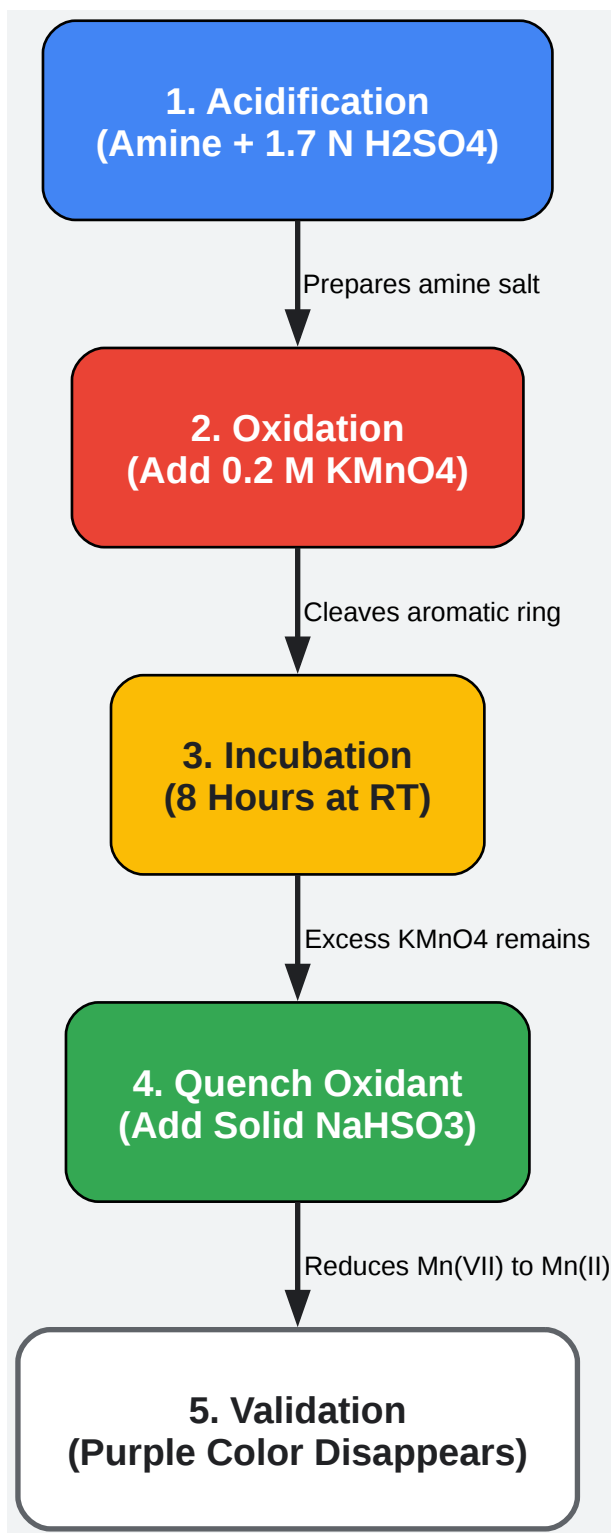 1. Acidification
(Amine + 1.7 N H2SO4)
Prepares amine salt
2. Oxidation
(Add 0.2 M KMnO4)
Cleaves aromatic ring
3. Incubation
(8 Hours at RT)
Excess KMnO4 remains
4. Quench Oxidant
(Add Solid NaHSO3)
Reduces Mn(VII) to Mn(II)
5. Validation
(Purple Color Disappears)